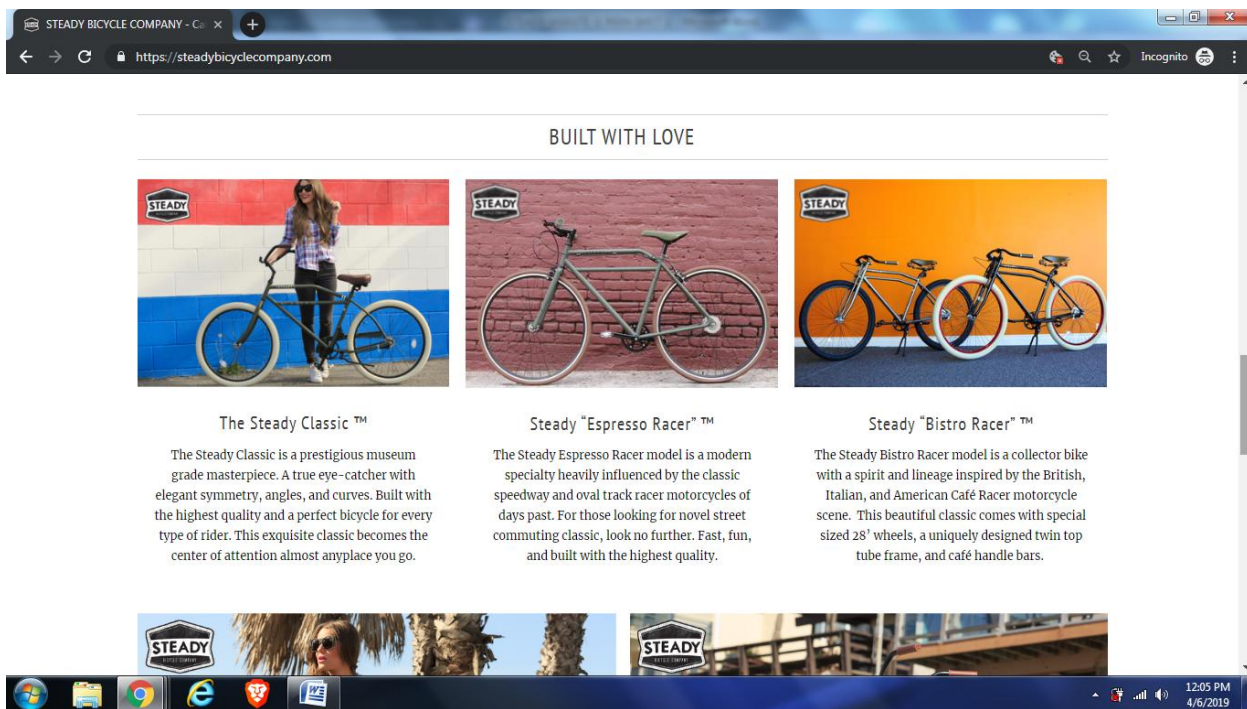 STEADY BICYCLE COMPANY - Ca
https://steadybicyclecompany.com
Incognito
BUILT WITH LOVE
STEADY
STEADY
STEADY
The Steady Classic ™
The Steady Classic is a prestigious museum
grade masterpiece. A true eye-catcher with
elegant symmetry, angles, and curves. Built with
the highest quality and a perfect bicycle for every
type of rider. This exquisite classic becomes the
center of attention almost anyplace you go.
Steady “Espresso Racer” ™
The Steady Espresso Racer model is a modern
specialty heavily influenced by the classic
speedway and oval track racer motorcycles of
days past. For those looking for novel street
commuting classic, look no further. Fast, fun,
and built with the highest quality.
Steady “Bistro Racer” ™
The Steady Bistro Racer model is a collector bike
with a spirit and lineage inspired by the British,
Italian, and American Café Racer motorcycle
scene. This beautiful classic comes with special
sized 28’ wheels, a uniquely designed twin top
tube frame, and café handle bars.
STEADY
BICYCLE COMPANY
STEADY
BICYCLE COMPANY
12:05 PM
4/6/2019